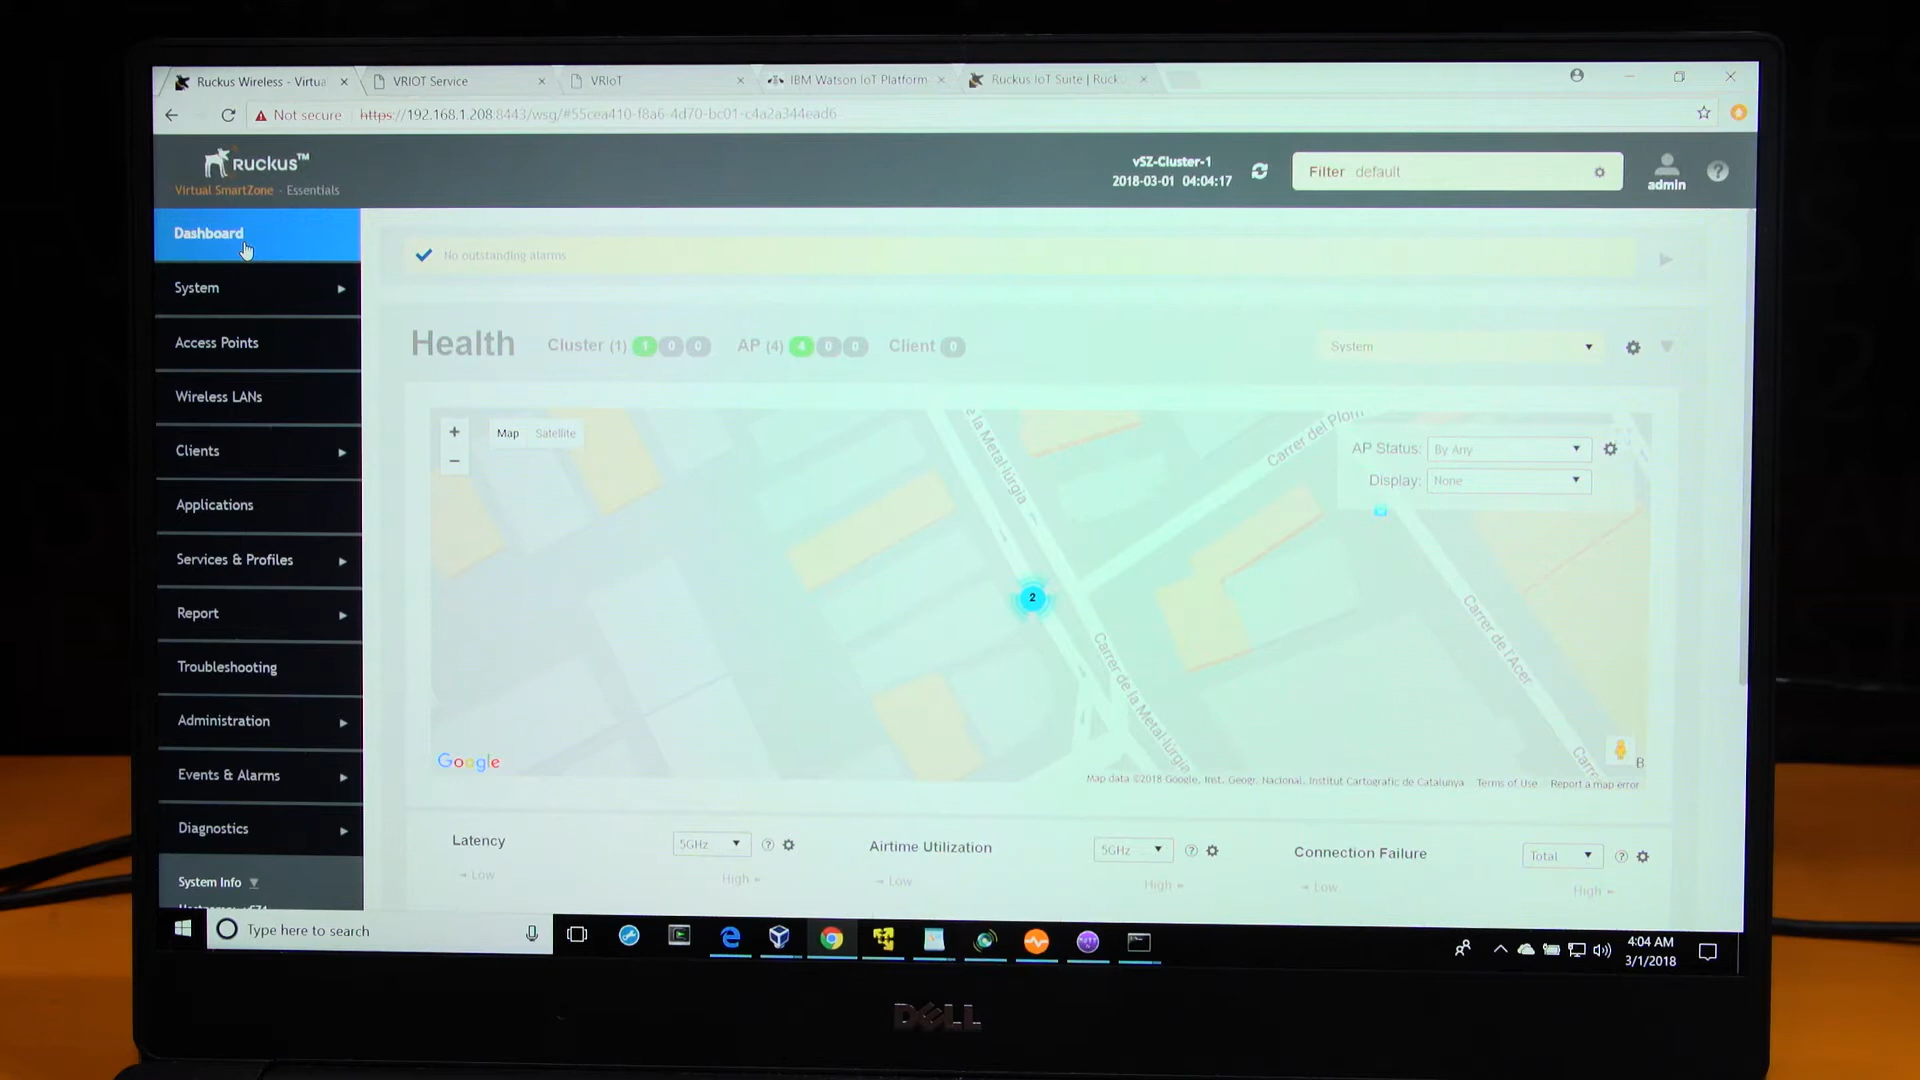 Ruckus Wireless - Virtua
VRIOT Service
VRIoT
IBM Watson IoT Platform
Ruckus IoT Suite | Rucku
Not secure
https://192.168.1.208:8443/wsg/#55cea410-f8a6-4d70-bc01-c4a2a344ead6
Ruckus™
Virtual SmartZone - Essentials
vSZ-Cluster-1
2018-03-01 04:04:17
Filter default
admin
?
Dashboard
System
Access Points
Wireless LANs
Clients
Applications
Services & Profiles
Report
Troubleshooting
Administration
Events & Alarms
Diagnostics
System Info
No outstanding alarms
Health
Cluster (1) 1 0 0
AP (4) 4 0 0
Client 0
System
+
−
Map
Satellite
AP Status: By Any
Display: None
e la Metal·lúrgia
Carrer del Plom
2
Carrer de la Metal·lúrgia
Carrer de l'Acer
Carre
B
Google
Map data ©2018 Google, Inst. Geogr. Nacional, Institut Cartogràfic de Catalunya
Terms of Use
Report a map error
Latency
5GHz
?
Low
High
Airtime Utilization
5GHz
?
Low
High
Connection Failure
Total
?
Low
High
Type here to search
4:04 AM
3/1/2018
DELL